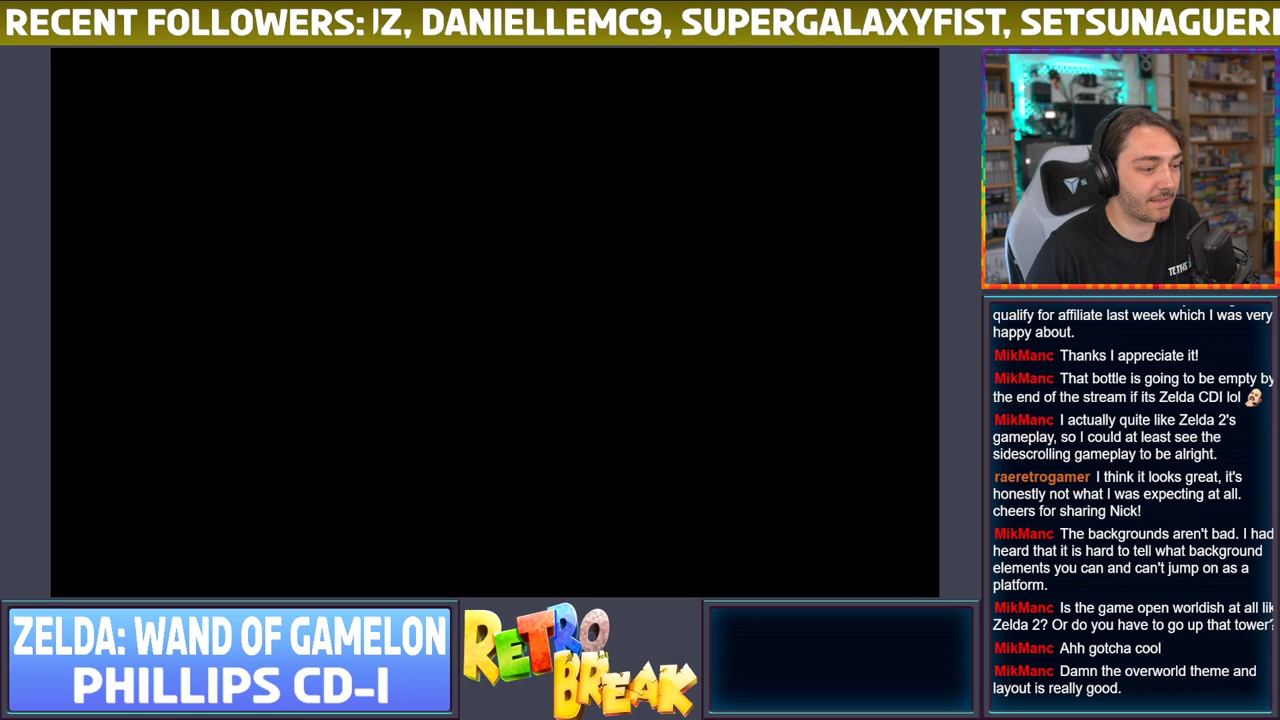 RECENT FOLLOWERS: IZ, DANIELLEMC9, SUPERGALAXYFIST, SETSUNAGUER
TETRIS
qualify for affiliate last week which I was very
happy about.
MikManc Thanks I appreciate it!
MikManc That bottle is going to be empty by
the end of the stream if its Zelda CDI lol
MikManc I actually quite like Zelda 2's
gameplay, so I could at least see the
sidescrolling gameplay to be alright.
raeretrogamer I think it looks great, it's
honestly not what I was expecting at all.
cheers for sharing Nick!
MikManc The backgrounds aren't bad. I had
heard that it is hard to tell what background
elements you can and can't jump on as a
platform.
MikManc Is the game open worldish at all lik
Zelda 2? Or do you have to go up that tower?
MikManc Ahh gotcha cool
MikManc Damn the overworld theme and
layout is really good.
ZELDA: WAND OF GAMELON
PHILLIPS CD-I
RETRO
BREAK